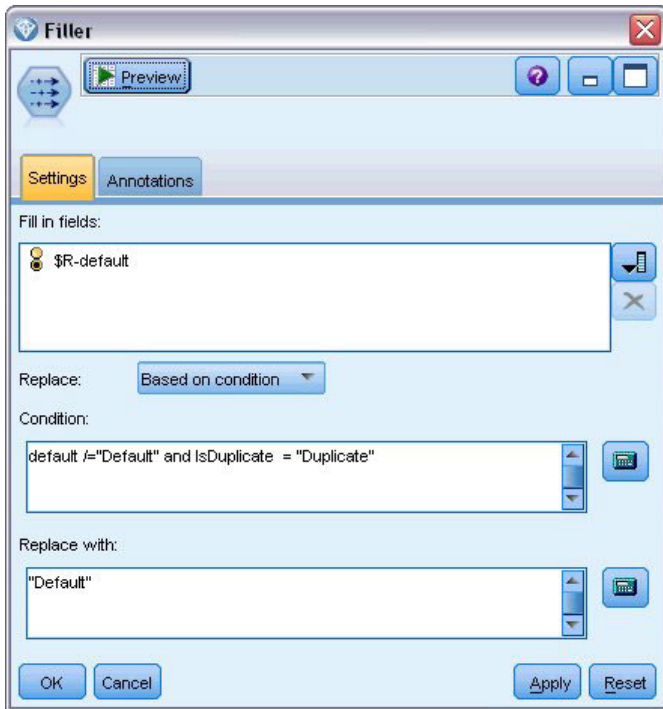 Filler
Preview
Settings
Annotations
Fill in fields:
$R-default
Replace:
Based on condition
Condition:
default /="Default" and IsDuplicate  = "Duplicate"
Replace with:
"Default"
OK
Cancel
Apply
Reset